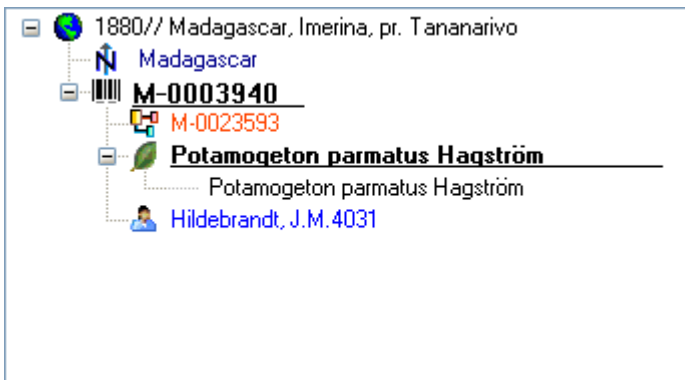 1880// Madagascar, Imerina, pr. Tananarivo
Madagascar
M-0003940
M-0023593
Potamogeton parmatus Hagström
Potamogeton parmatus Hagström
Hildebrandt, J.M.4031